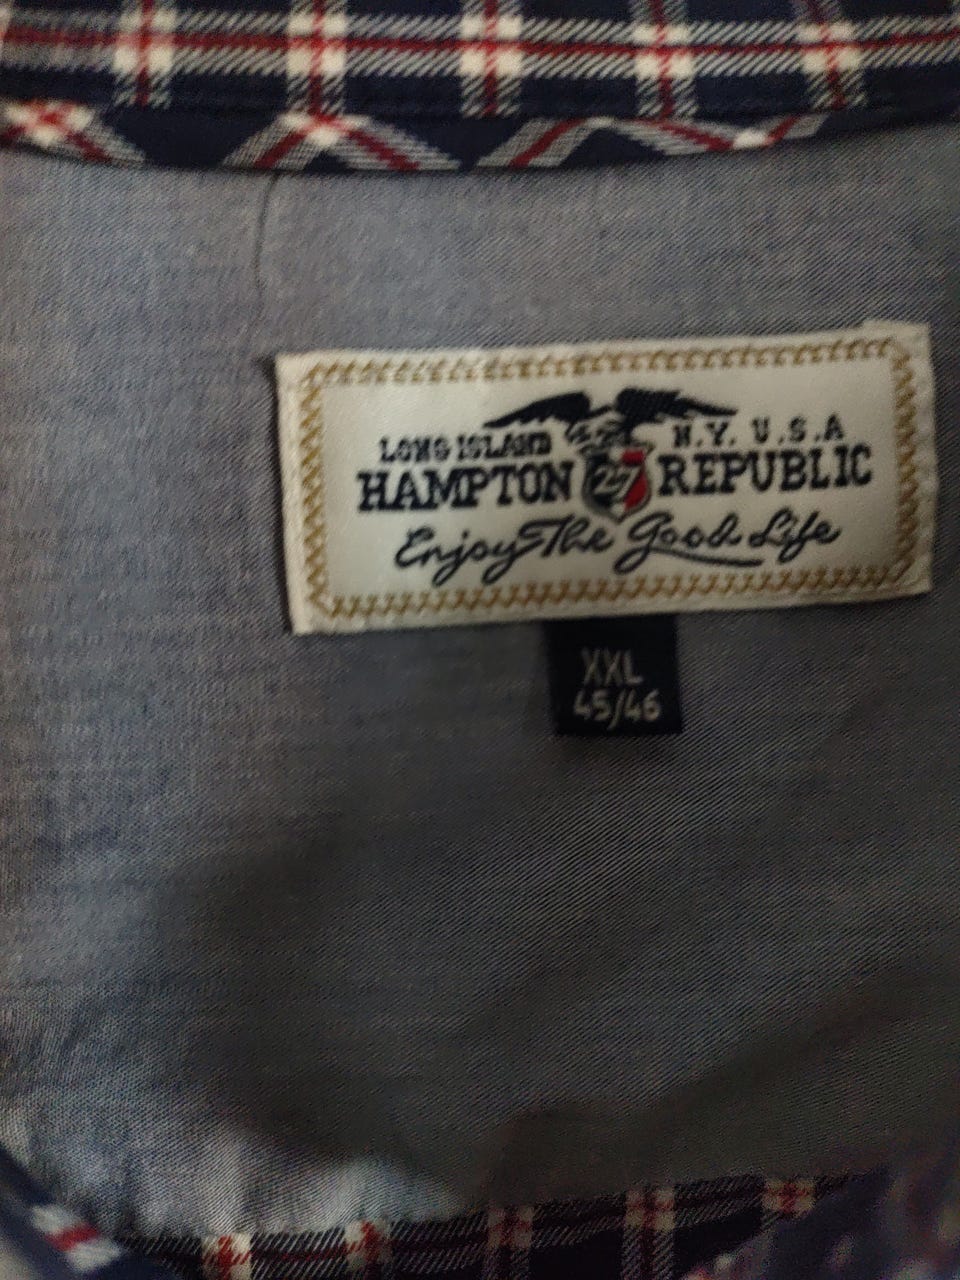 LONG ISLAND N.Y. U.S.A
HAMPTON 27 REPUBLIC
Enjoy The Good Life
XXL
45/46